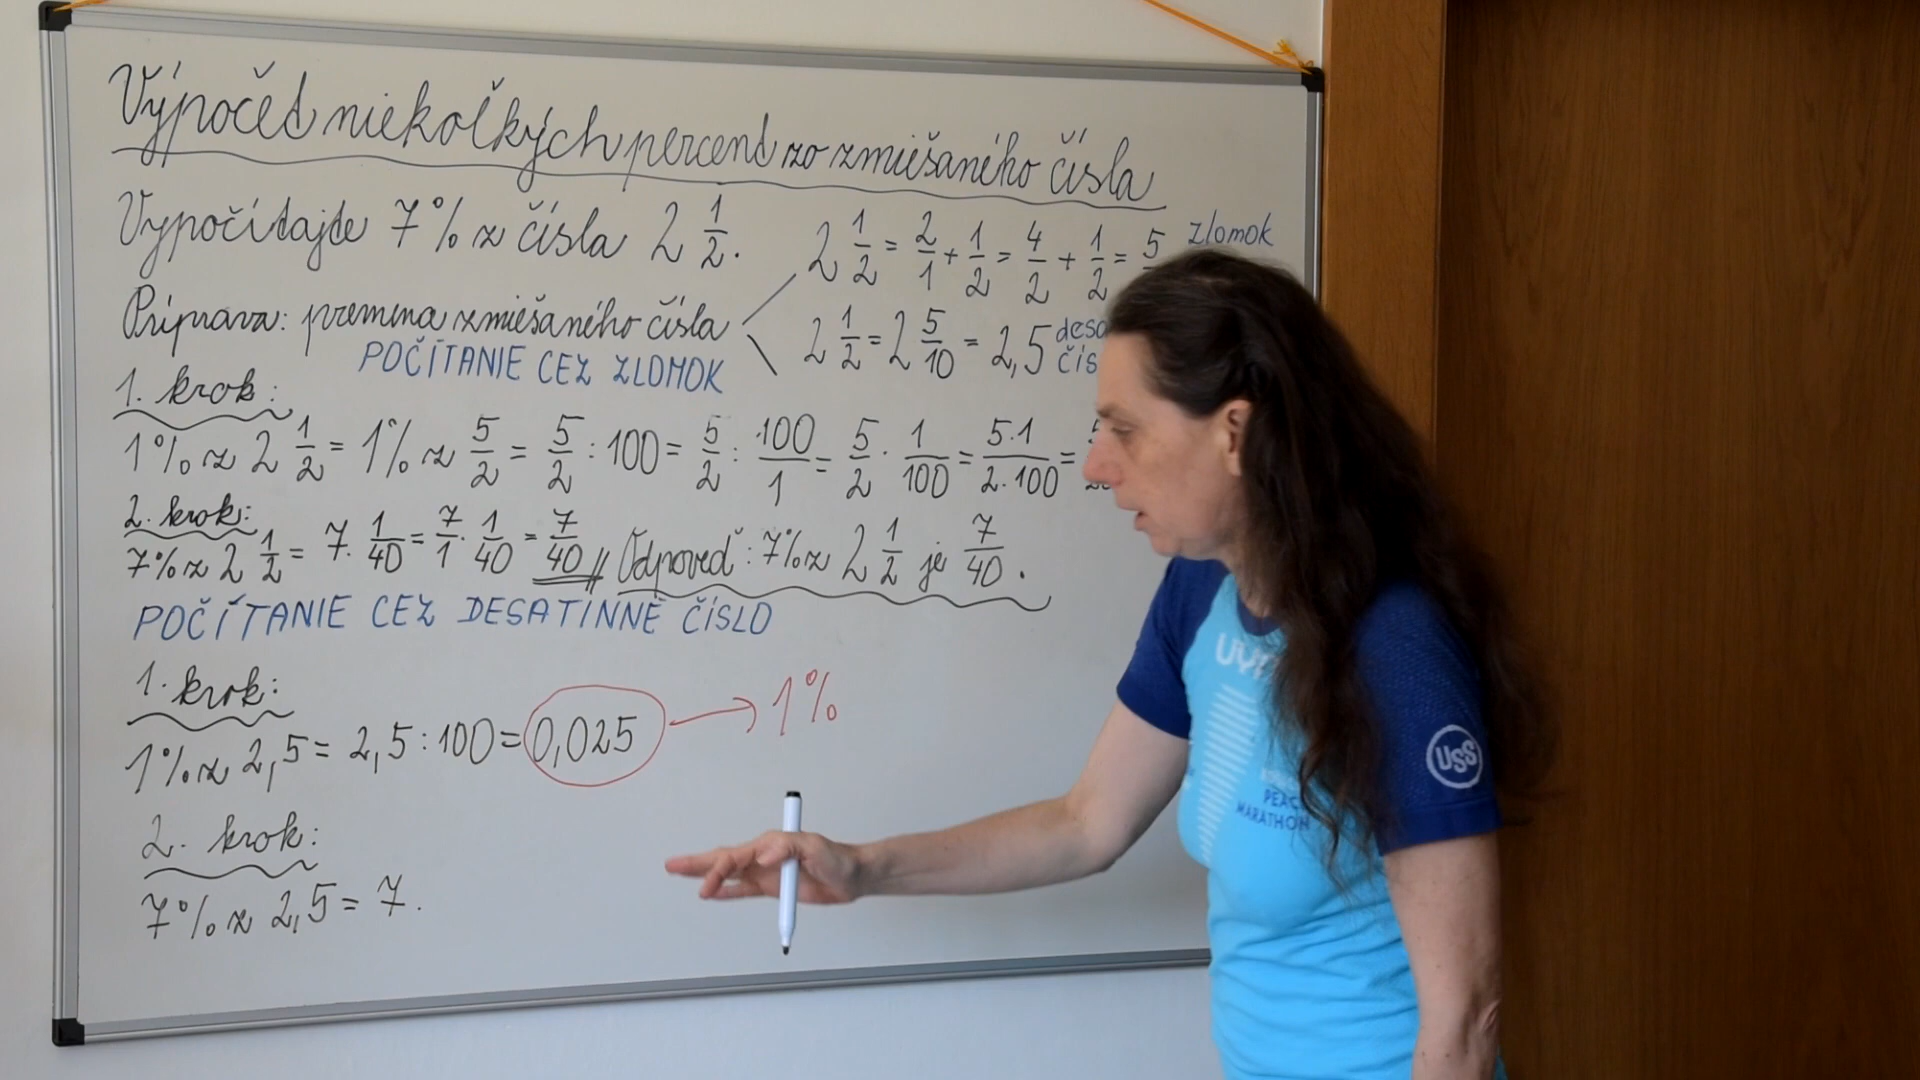 Výpočet niekoľkých percent zo zmiešaného čísla
Vypočítajte 7% z čísla 2 1/2.
2 1/2 = 2/1 + 1/2 = 4/2 + 1/2 = 5
zlomok
Príprava: premena zmiešaného čísla
2 1/2 = 2 5/10 = 2,5
POČÍTANIE CEZ ZLOMOK
1. krok:
1% z 2 1/2 = 1% z 5/2 = 5/2 : 100 = 5/2 : 100/1 = 5/2 · 1/100 = 5·1/2·100 =
2. krok:
7% z 2 1/2 = 7 · 1/40 = 7/1 · 1/40 = 7/40 // Odpoveď: 7% z 2 1/2 je 7/40.
POČÍTANIE CEZ DESATINNÉ ČÍSLO
1. krok:
1% z 2,5 = 2,5 : 100 = 0,025 → 1%
2. krok:
7% z 2,5 = 7.
USS
PEACE
MARATHON